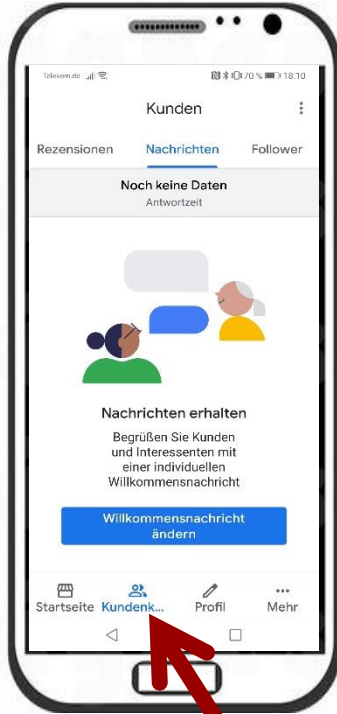 Telekom.de 70 % 18:10
Kunden
Rezensionen Nachrichten Follower
Noch keine Daten
Antwortzeit
Nachrichten erhalten
Begrüßen Sie Kunden
und Interessenten mit
einer individuellen
Willkommensnachricht
Willkommensnachricht
ändern
Startseite Kundenk... Profil Mehr